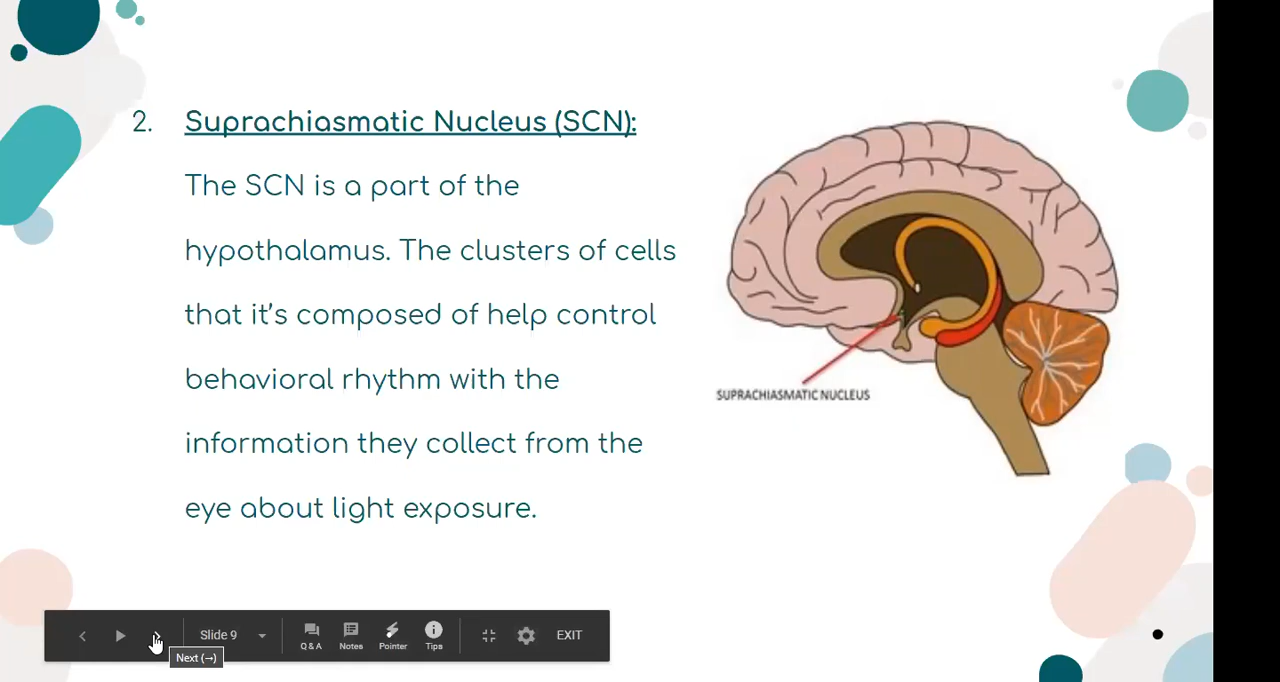 2. Suprachiasmatic Nucleus (SCN):
The SCN is a part of the
hypothalamus. The clusters of cells
that it’s composed of help control
behavioral rhythm with the
information they collect from the
eye about light exposure.
SUPRACHIASMATIC NUCLEUS
Slide 9
Q & A
Notes
Pointer
Tips
EXIT
Next (→)